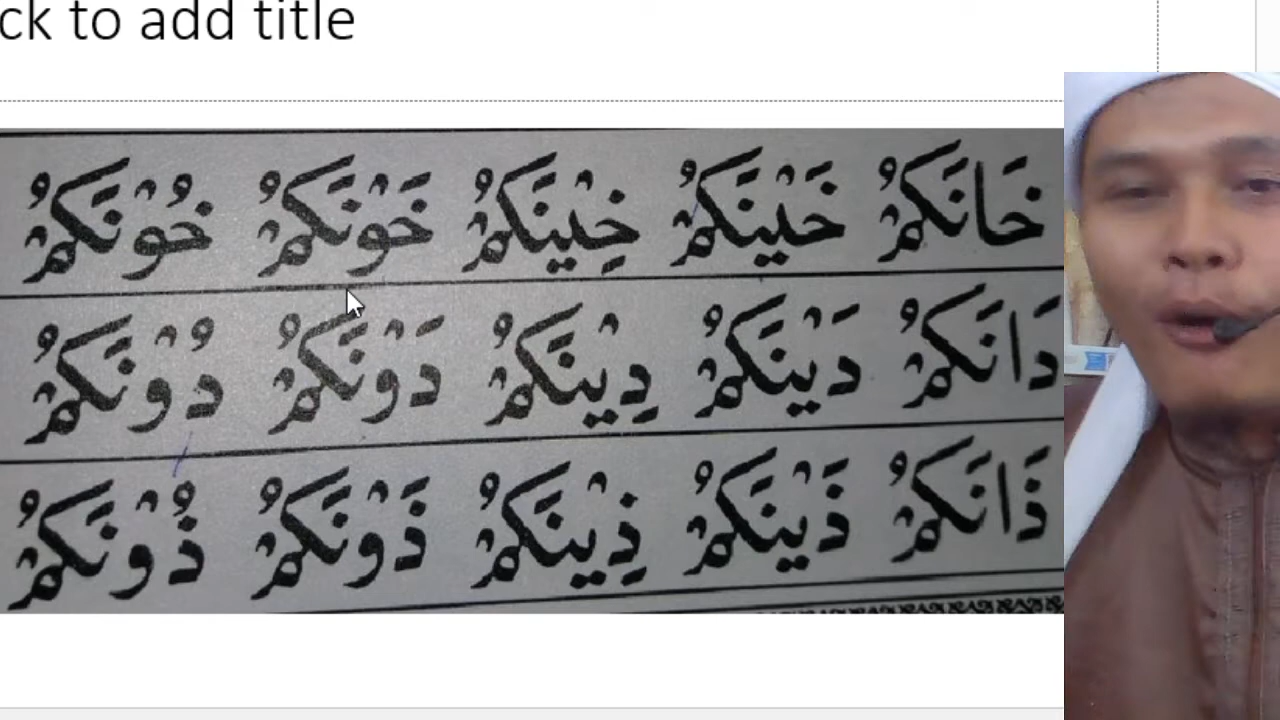 ck to add title
خَانَكُمْ خَيْنَكُمْ خِيْنَكُمْ خَوْنَكُمْ خُوْنَكُمْ
دَانَكُمْ دَيْنَكُمْ دِيْنَكُمْ دَوْنَكُمْ دُوْنَكُمْ
ذَانَكُمْ ذَيْنَكُمْ ذِيْنَكُمْ ذَوْنَكُمْ ذُوْنَكُمْ